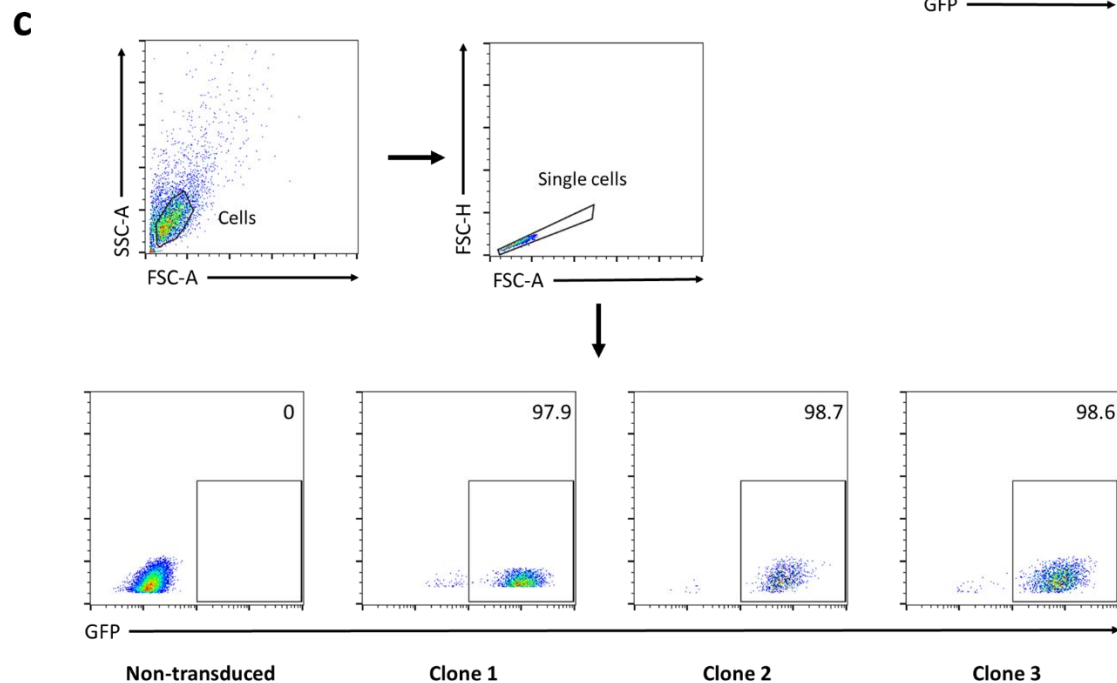 GFP
c
SSC-A
Cells
FSC-A
FSC-H
Single cells
FSC-A
0
97.9
98.7
98.6
GFP
Non-transduced
Clone 1
Clone 2
Clone 3